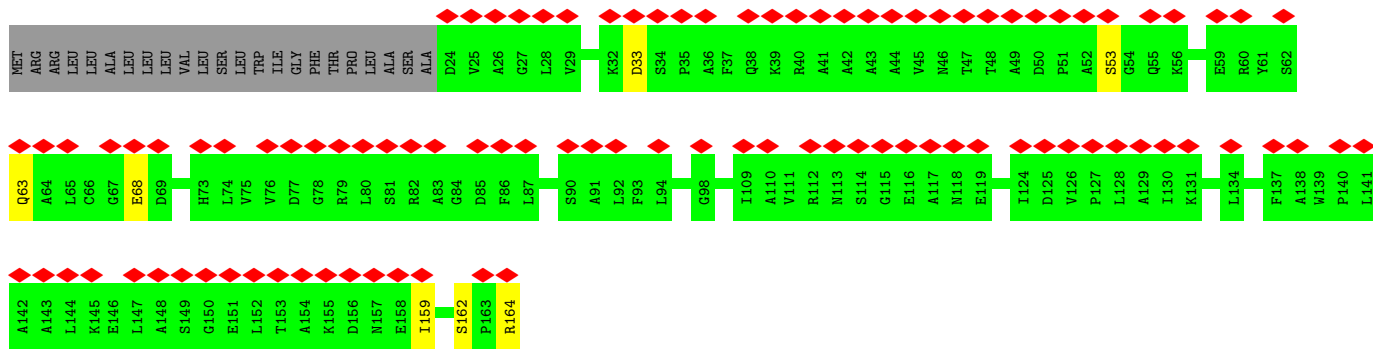 MET ARG ARG LEU LEU ALA LEU LEU LEU VAL LEU SER LEU TRP ILE GLY PHE THR PRO LEU ALA SER ALA D24 V25 A26 G27 L28 V29 K32 D33 S34 P35 A36 F37 Q38 K39 R40 A41 A42 A43 A44 V45 N46 T47 T48 A49 D50 P51 A52 S53 G54 Q55 K56 E59 R60 Y61 S62
Q63 A64 L65 C66 G67 E68 D69 H73 L74 V75 V76 D77 G78 R79 L80 S81 R82 A83 G84 D85 F86 L87 S90 A91 L92 F93 L94 G98 I109 A110 V111 R112 N113 S114 G115 E116 A117 N118 E119 I124 D125 V126 P127 L128 A129 I130 K131 L134 F137 A138 W139 P140 L141
A142 A143 L144 K145 E146 L147 A148 S149 G150 E151 L152 T153 A154 K155 D156 N157 E158 I159 S162 P163 R164